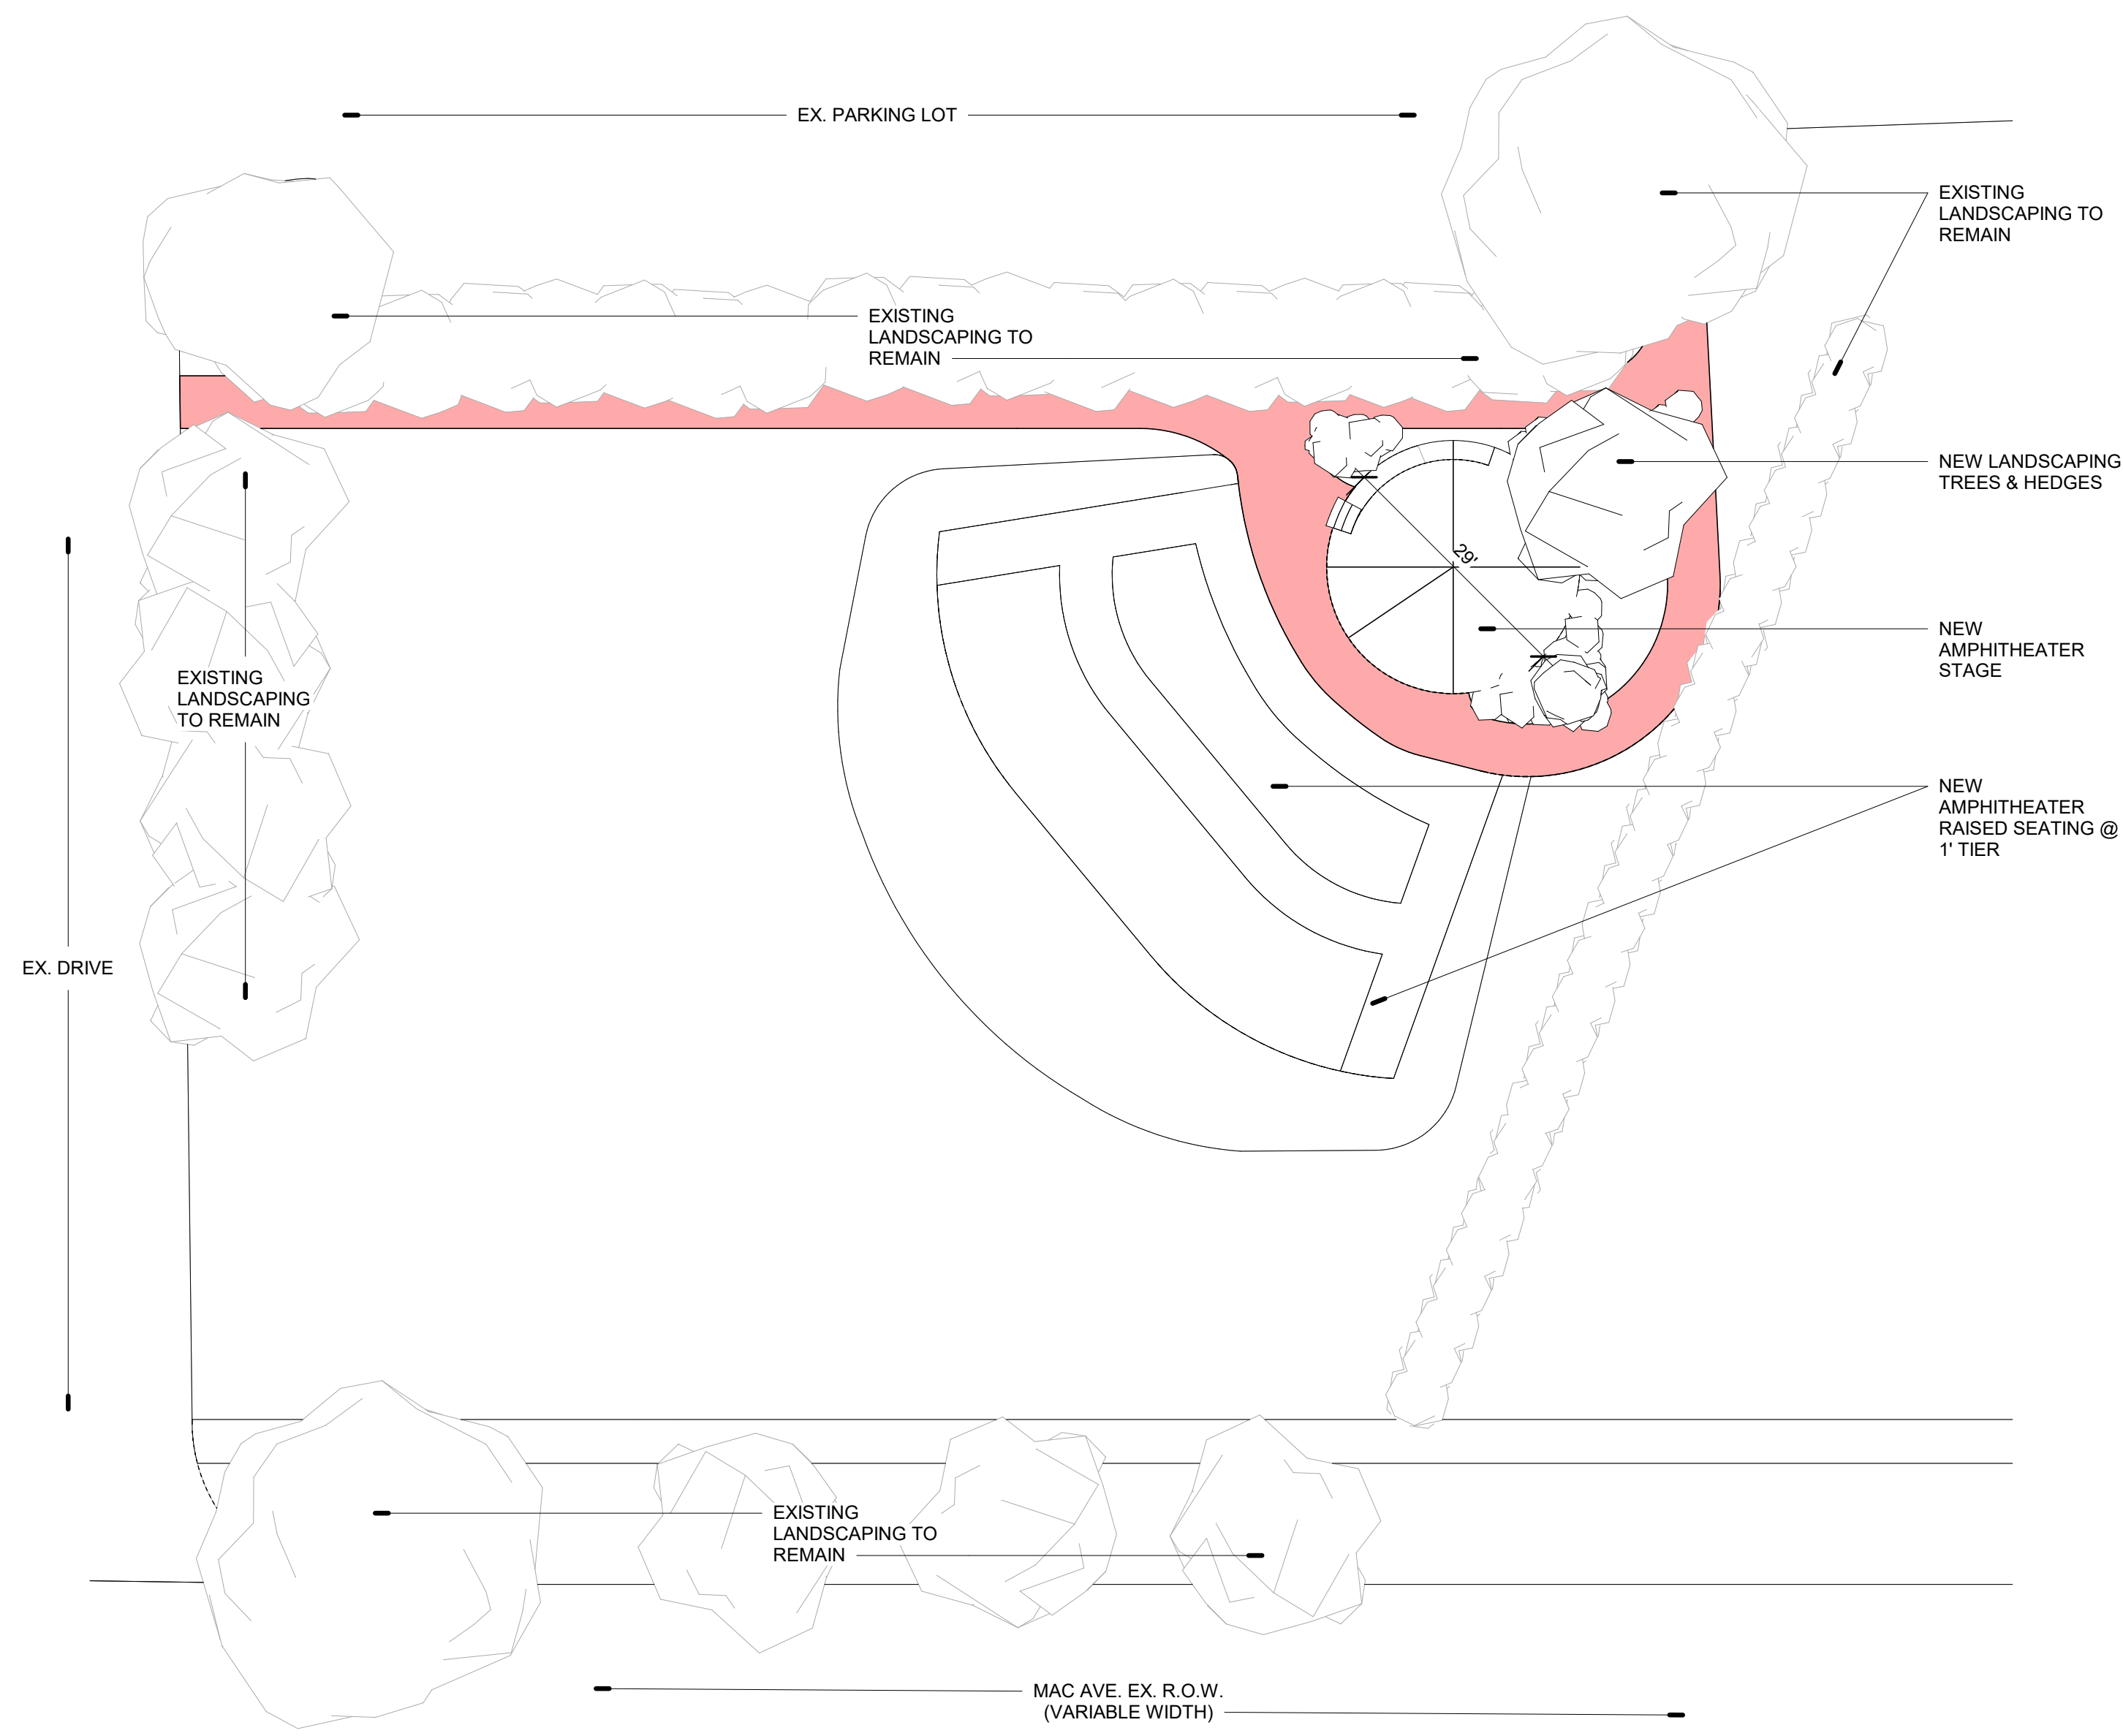 EX. PARKING LOT
EXISTING
LANDSCAPING TO
REMAIN
EXISTING
LANDSCAPING TO
REMAIN
NEW LANDSCAPING
TREES & HEDGES
29'
NEW
AMPHITHEATER
STAGE
EXISTING
LANDSCAPING
TO REMAIN
NEW
AMPHITHEATER
RAISED SEATING @
1' TIER
EX. DRIVE
EXISTING
LANDSCAPING TO
REMAIN
MAC AVE. EX. R.O.W.
(VARIABLE WIDTH)